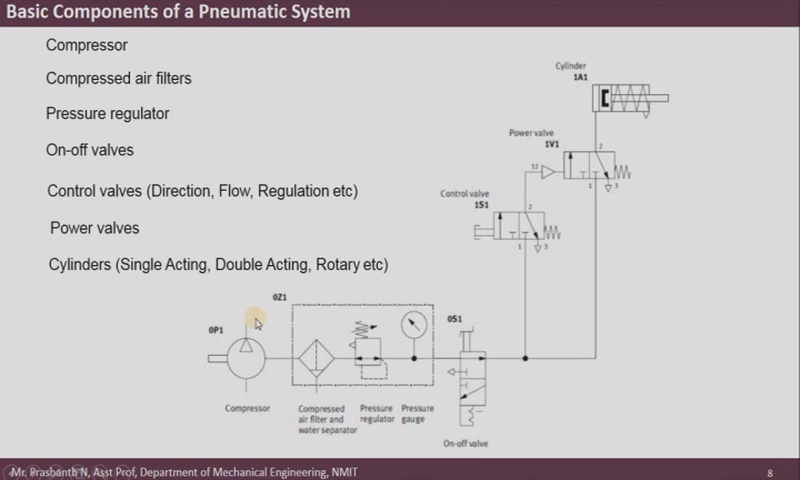 Basic Components of a Pneumatic System
Compressor
Compressed air filters
Pressure regulator
On-off valves
Control valves (Direction, Flow, Regulation etc)
Power valves
Cylinders (Single Acting, Double Acting, Rotary etc)
Cylinder
1A1
Power valve
1V1
2
12
1
3
Control valve
1S1
2
1
3
0Z1
0P1
0S1
Compressor
Compressed
air filter and
water separator
Pressure
regulator
Pressure
gauge
On-off valve
Mr. Prashanth N, Asst Prof, Department of Mechanical Engineering, NMIT
8